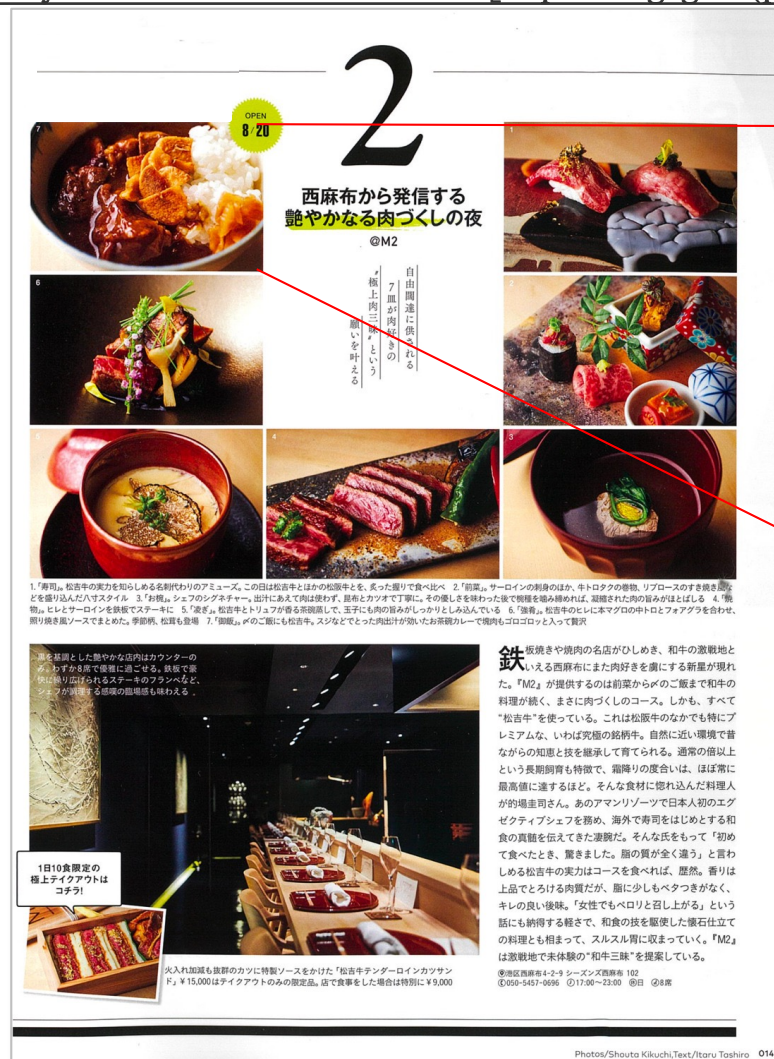 2
OPEN
8/20
西麻布から発信する
艶やかなる肉づくしの夜
@M2
自由闊達に供される
7皿が肉好きの
“極上肉三昧”という
願いを叶える
7
1
6
2
5
4
3
1.「寿司」。松吉牛の実力を知らしめる名刺代わりのアミューズ。この日は松吉牛とほかの松阪牛とを、炙った握りで食べ比べ 2.「前菜」。サーロインの刺身のほか、牛トロタクの巻物、リブロースのすき焼き風な
どを盛り込んだ八寸スタイル 3.「お椀」。シェフのシグネチャー。出汁にあえて肉は使わず、昆布とカツオで丁寧に。その優しさを味わった後で椀種を噛み締めれば、凝縮された肉の旨みがほとばしる 4.「焼
物」。ヒレとサーロインを鉄板でステーキに 5.「凌ぎ」。松吉牛とトリュフが香る茶碗蒸しで、玉子にも肉の旨みがしっかりとしみ込んでいる 6.「強肴」。松吉牛のヒレに本マグロの中トロとフォアグラを合わせ、
照り焼き風ソースでまとめた。季節柄、松茸も登場 7.「御飯」。〆のご飯にも松吉牛。スジなどでとった肉出汁が効いたお茶碗カレーで塊肉もゴロゴロッと入って贅沢
黒を基調とした艶やかな店内はカウンターの
み。わずか8席で優雅に過ごせる。鉄板で豪
快に繰り広げられるステーキのフランベなど、
シェフが調理する感嘆の臨場感も味わえる
1日10食限定の
極上テイクアウトは
コチラ!
火入れ加減も抜群のカツに特製ソースをかけた「松吉牛テンダーロインカツサン
ド」¥15,000はテイクアウトのみの限定品。店で食事をした場合は特別に¥9,000
鉄板焼きや焼肉の名店がひしめき、和牛の激戦地と
いえる西麻布にまた肉好きを虜にする新星が現れ
た。『M2』が提供するのは前菜から〆のご飯まで和牛の
料理が続く、まさに肉づくしのコース。しかも、すべて
“松吉牛”を使っている。これは松阪牛のなかでも特にプ
レミアムな、いわば究極の銘柄牛。自然に近い環境で昔
ながらの知恵と技を継承して育てられる。通常の倍以上
という長期飼育も特徴で、霜降りの度合いは、ほぼ常に
最高値に達するほど。そんな食材に惚れ込んだ料理人
が的場圭司さん。あのアマンリゾーツで日本人初のエグ
ゼクティブシェフを務め、海外で寿司をはじめとする和
食の真髄を伝えてきた凄腕だ。そんな氏をもって「初め
て食べたとき、驚きました。脂の質が全く違う」と言わ
しめる松吉牛の実力はコースを食べれば、歴然。香りは
上品でとろける肉質だが、脂に少しもベタつきがなく、
キレの良い後味。「女性でもペロリと召し上がる」という
話にも納得する軽さで、和食の技を駆使した懐石仕立て
の料理とも相まって、スルスル胃に収まっていく。『M2』
は激戦地で未体験の“和牛三昧”を提案している。
港区西麻布4-2-9 シーズンズ西麻布 102
050-5457-0696 17:00〜23:00 日 8席
Photos/Shouta Kikuchi,Text/Itaru Tashiro 014